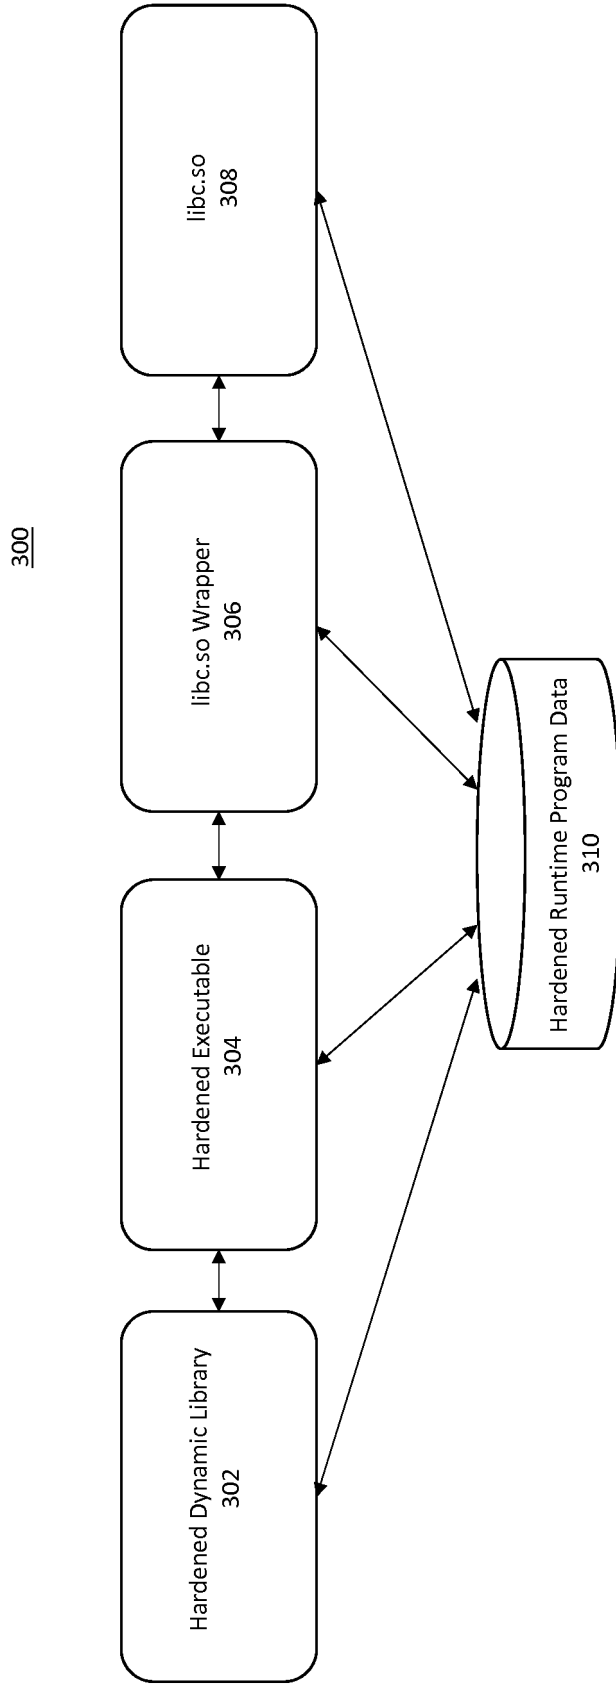 300
Hardened Dynamic Library
302
Hardened Executable
304
libc.so Wrapper
306
libc.so
308
Hardened Runtime Program Data
310